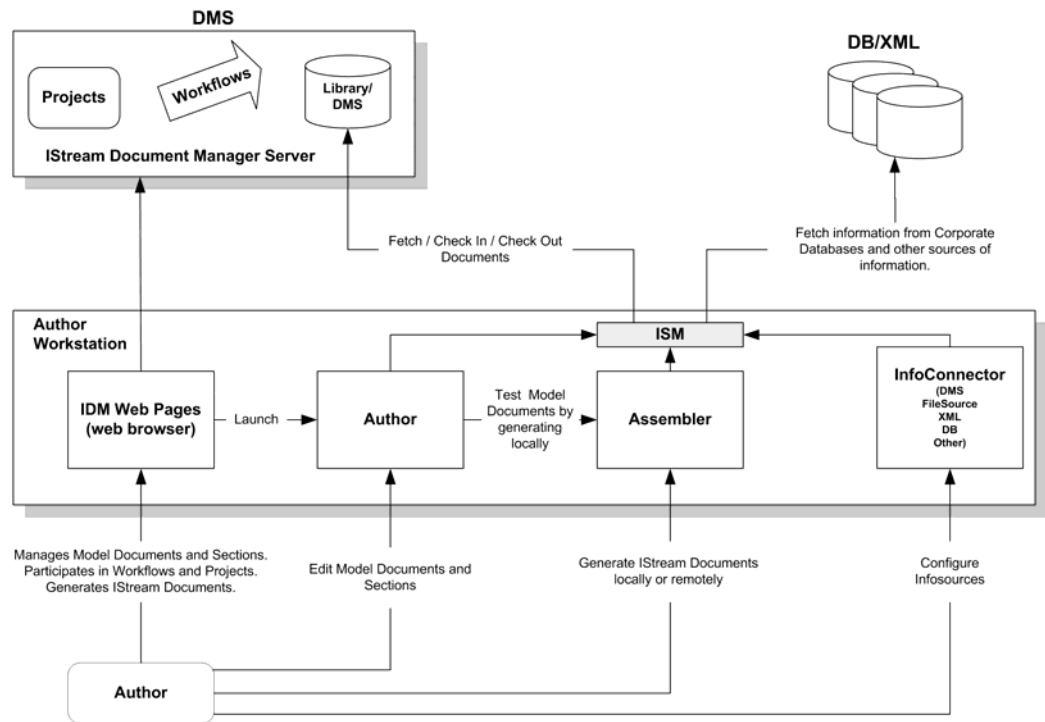 DMS
DB/XML
Projects
Workflows
Library/
DMS
IStream Document Manager Server
Fetch / Check In / Check Out
Documents
Fetch information from Corporate
Databases and other sources of
information.
Author
Workstation
ISM
IDM Web Pages
(web browser)
Launch
Author
Test Model
Documents by
generating
locally
Assembler
InfoConnector
(DMS
FileSource
XML
DB
Other)
Manages Model Documents and Sections.
Participates in Workflows and Projects.
Generates IStream Documents.
Edit Model Documents and
Sections
Generate IStream Documents
locally or remotely
Configure
Infosources
Author